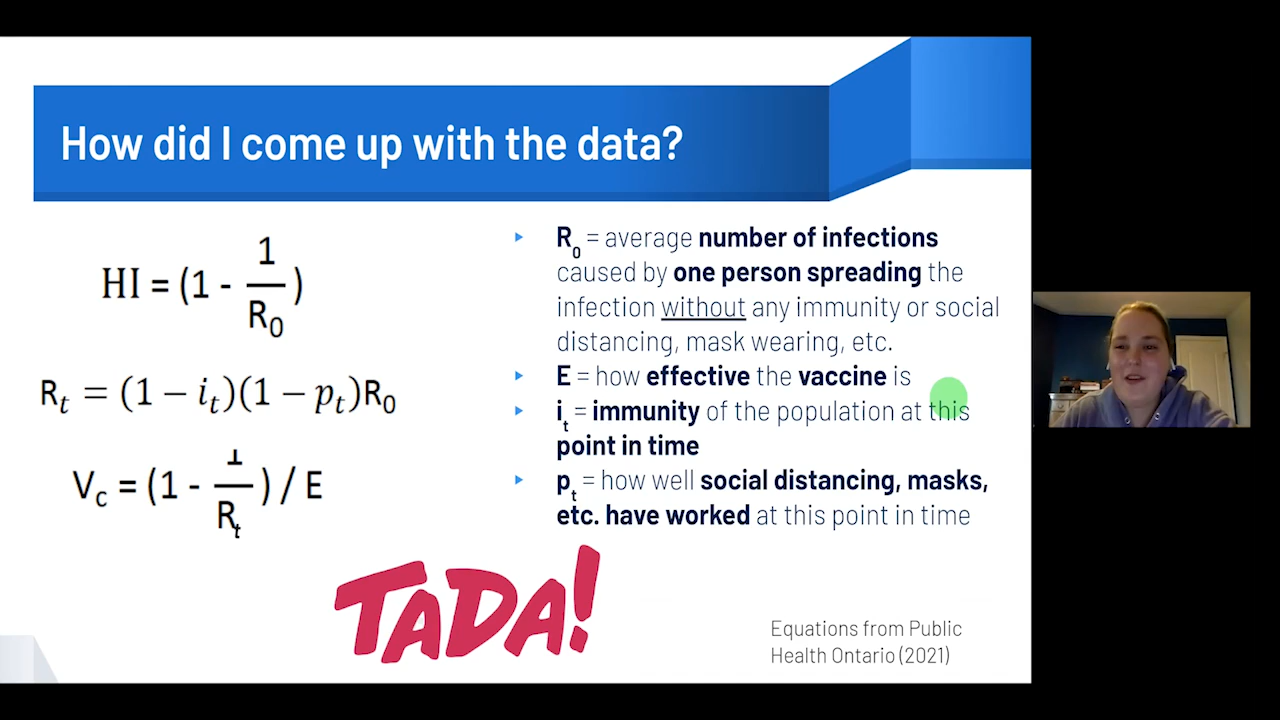 How did I come up with the data?
HI = (1 - 1/R₀)
Rₜ = (1 − iₜ)(1 − pₜ)R₀
V꜀ = (1 - 1/Rₜ) / E
R₀ = average number of infections
caused by one person spreading the
infection without any immunity or social
distancing, mask wearing, etc.
E = how effective the vaccine is
iₜ = immunity of the population at this
point in time
pₜ = how well social distancing, masks,
etc. have worked at this point in time
TADA!
Equations from Public
Health Ontario (2021)